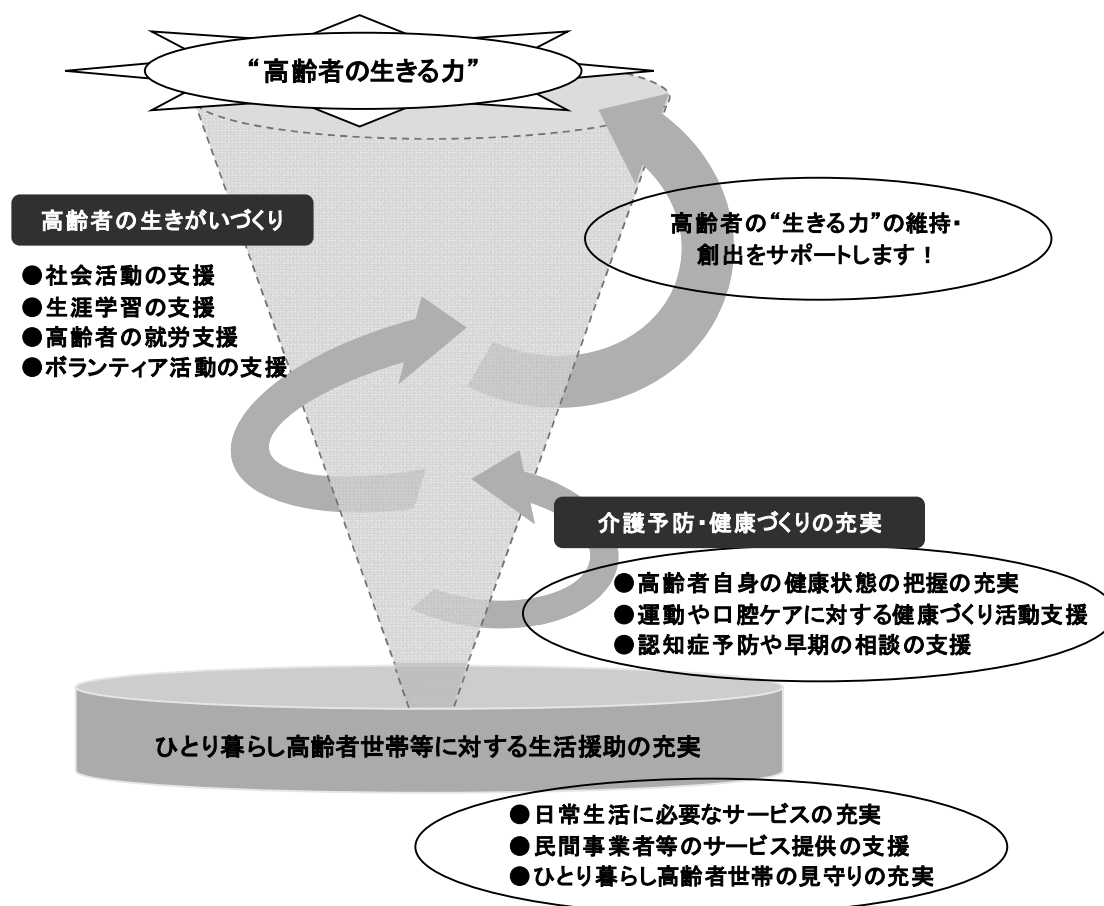 “高齢者の生きる力”
高齢者の生きがいづくり
●社会活動の支援
●生涯学習の支援
●高齢者の就労支援
●ボランティア活動の支援
高齢者の“生きる力”の維持・
創出をサポートします！
介護予防・健康づくりの充実
●高齢者自身の健康状態の把握の充実
●運動や口腔ケアに対する健康づくり活動支援
●認知症予防や早期の相談の支援
ひとり暮らし高齢者世帯等に対する生活援助の充実
●日常生活に必要なサービスの充実
●民間事業者等のサービス提供の支援
●ひとり暮らし高齢者世帯の見守りの充実